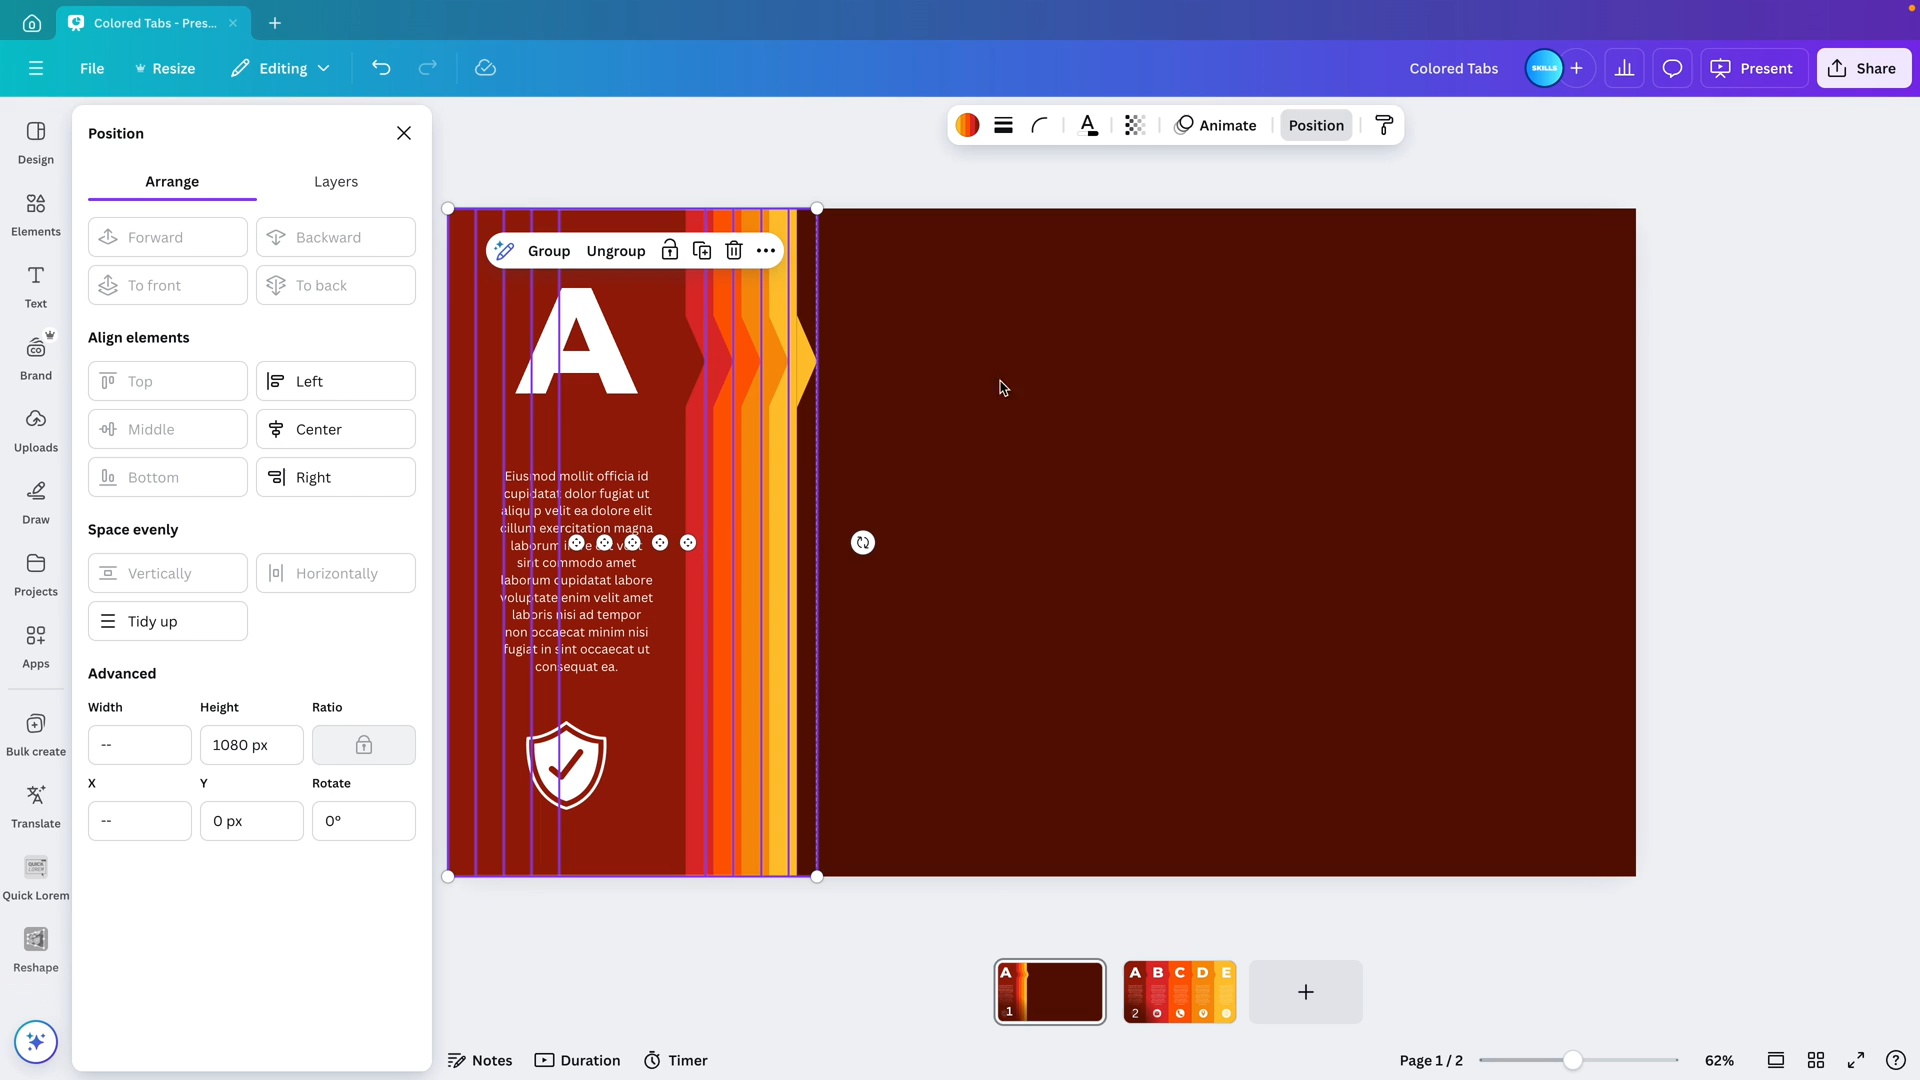 Colored Tabs - Pres...
File
Resize
Editing
Colored Tabs
SKILLS
Present
Share
Design
Elements
Text
Brand
Uploads
Draw
Projects
Apps
Bulk create
Translate
Quick Lorem
Reshape
Position
Arrange
Layers
Forward
Backward
To front
To back
Align elements
Top
Left
Middle
Center
Bottom
Right
Space evenly
Vertically
Horizontally
Tidy up
Advanced
Width
Height
Ratio
--
1080 px
X
Y
Rotate
--
0 px
0°
Animate
Position
Group
Ungroup
A
Eiusmod mollit officia id
cupidatat dolor fugiat ut
aliquip velit ea dolore elit
cillum exercitation magna
sint commodo amet
laborum cupidatat labore
voluptate enim velit amet
laboris nisi ad tempor
non occaecat minim nisi
fugiat in sint occaecat ut
consequat ea.
A
1
A B C D E
2
Notes
Duration
Timer
Page 1 / 2
62%